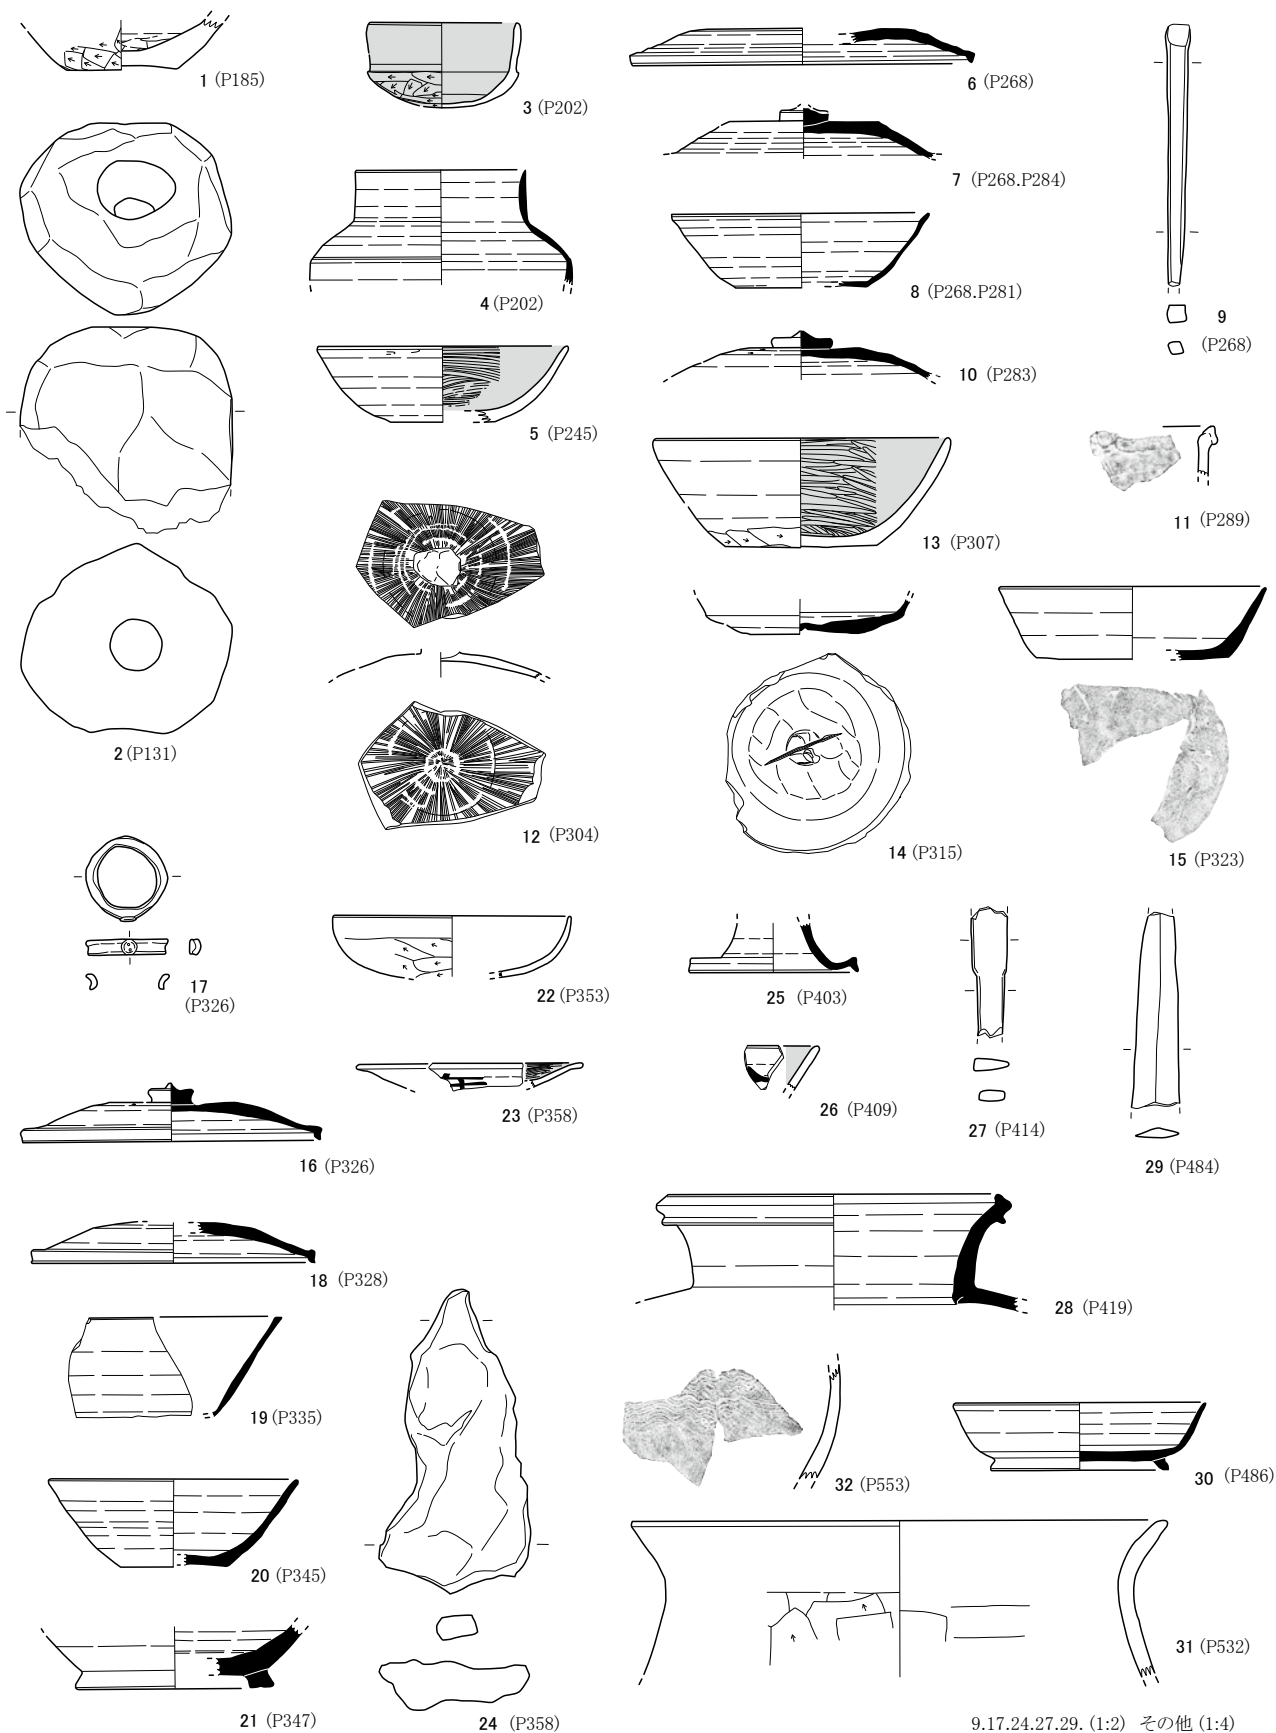 1 (P185)
2 (P131)
3 (P202)
4 (P202)
5 (P245)
6 (P268)
7 (P268.P284)
8 (P268.P281)
9
(P268)
10 (P283)
11 (P289)
12 (P304)
13 (P307)
14 (P315)
15 (P323)
16 (P326)
17
(P326)
18 (P328)
19 (P335)
20 (P345)
21 (P347)
22 (P353)
23 (P358)
24 (P358)
25 (P403)
26 (P409)
27 (P414)
28 (P419)
29 (P484)
30 (P486)
31 (P532)
32 (P553)
9.17.24.27.29. (1:2) その他 (1:4)